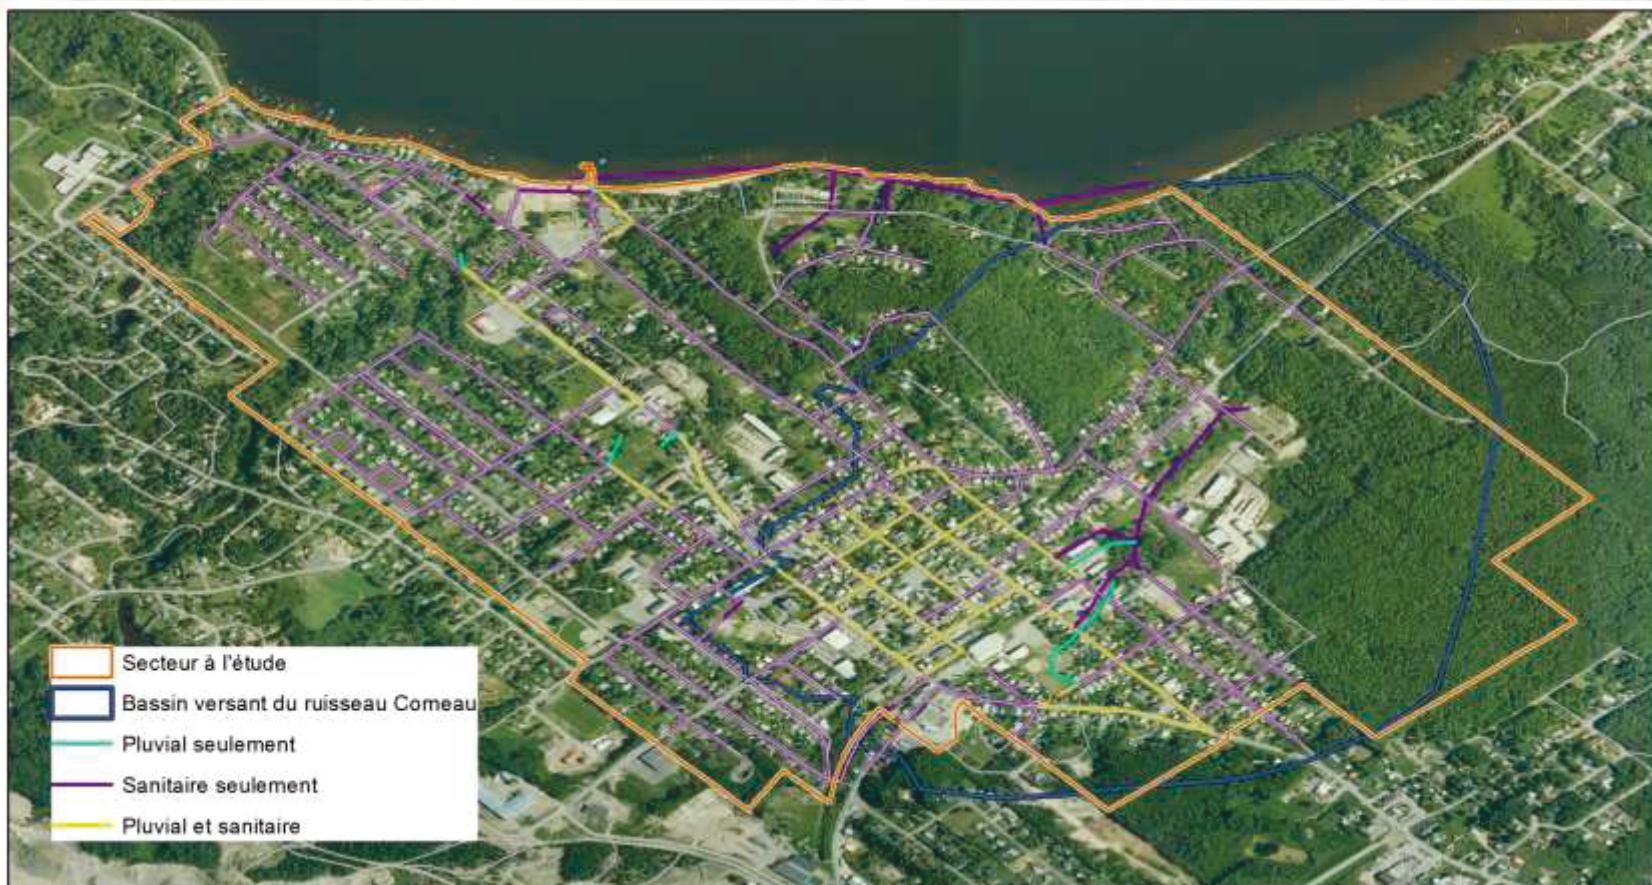 Secteur à l'étude
Bassin versant du ruisseau Comeau
Pluvial seulement
Sanitaire seulement
Pluvial et sanitaire